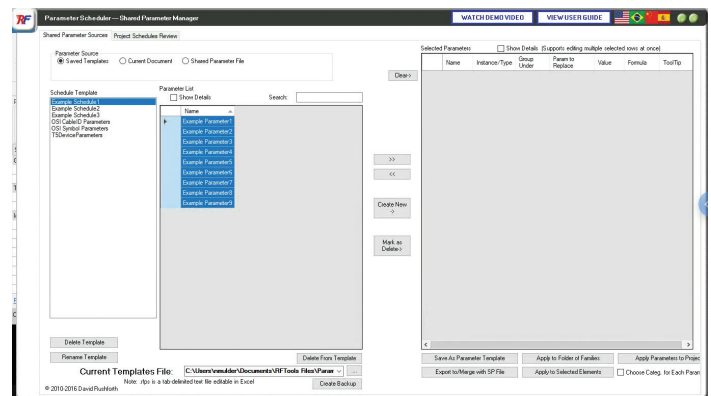 RF Parameter Scheduler -- Shared Parameter Manager WATCH DEMO VIDEO VIEW USER GUIDE
Shared Parameter Sources Project Schedules Review
Parameter Source
Saved Templates Current Document Shared Parameter File
Selected Parameters Show Details (Supports editing multiple selected rows at once)
Name Instance/Type Group Under Param to Replace Value Formula ToolTip
Clear->
Schedule Template
Example Schedule1
Example Schedule2
Example Schedule3
OSI CableID Parameters
OSI Symbol Parameters
TSDeviceParameters
Parameter List
Show Details Search:
Name
Example Parameter1
Example Parameter2
Example Parameter3
Example Parameter4
Example Parameter5
Example Parameter6
Example Parameter7
Example Parameter8
Example Parameter9
>>
<<
Create New
->
Mark as
Delete->
Delete Template
Rename Template
Delete From Template
Current Templates File: C:\Users\nmulder\Documents\RFTools Files\Param ...
Note: .rfps is a tab-delimited text file editable in Excel
Create Backup
© 2010-2016 David Rushforth
Save As Parameter Template Apply to Folder of Families Apply Parameters to Projec
Export to/Merge with SP File Apply to Selected Elements Choose Categ. for Each Param